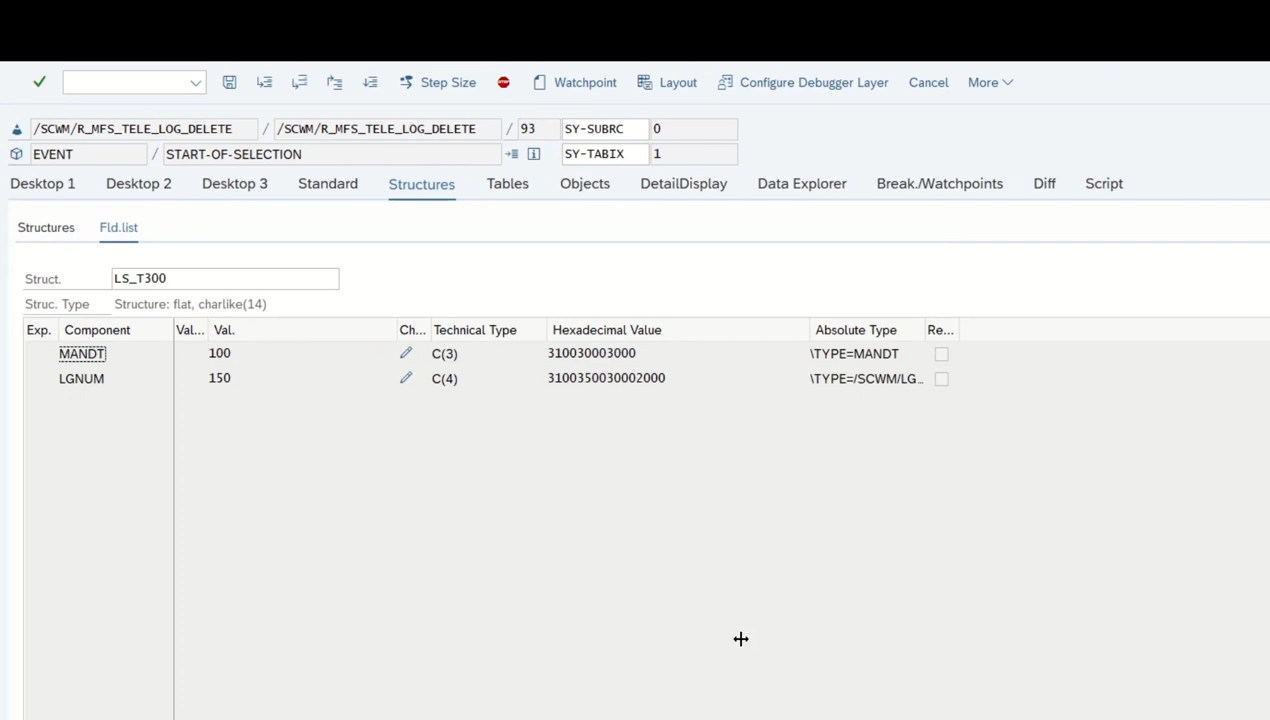 Step Size Watchpoint Layout Configure Debugger Layer Cancel More
/SCWM/R_MFS_TELE_LOG_DELETE / /SCWM/R_MFS_TELE_LOG_DELETE / 93 SY-SUBRC 0
EVENT / START-OF-SELECTION SY-TABIX 1
Desktop 1 Desktop 2 Desktop 3 Standard Structures Tables Objects DetailDisplay Data Explorer Break./Watchpoints Diff Script
Structures Fld.list
Struct. LS_T300
Struc. Type Structure: flat, charlike(14)
Exp. Component Val... Val. Ch... Technical Type Hexadecimal Value Absolute Type Re...
MANDT 100 C(3) 310030003000 \TYPE=MANDT
LGNUM 150 C(4) 3100350030002000 \TYPE=/SCWM/LG...